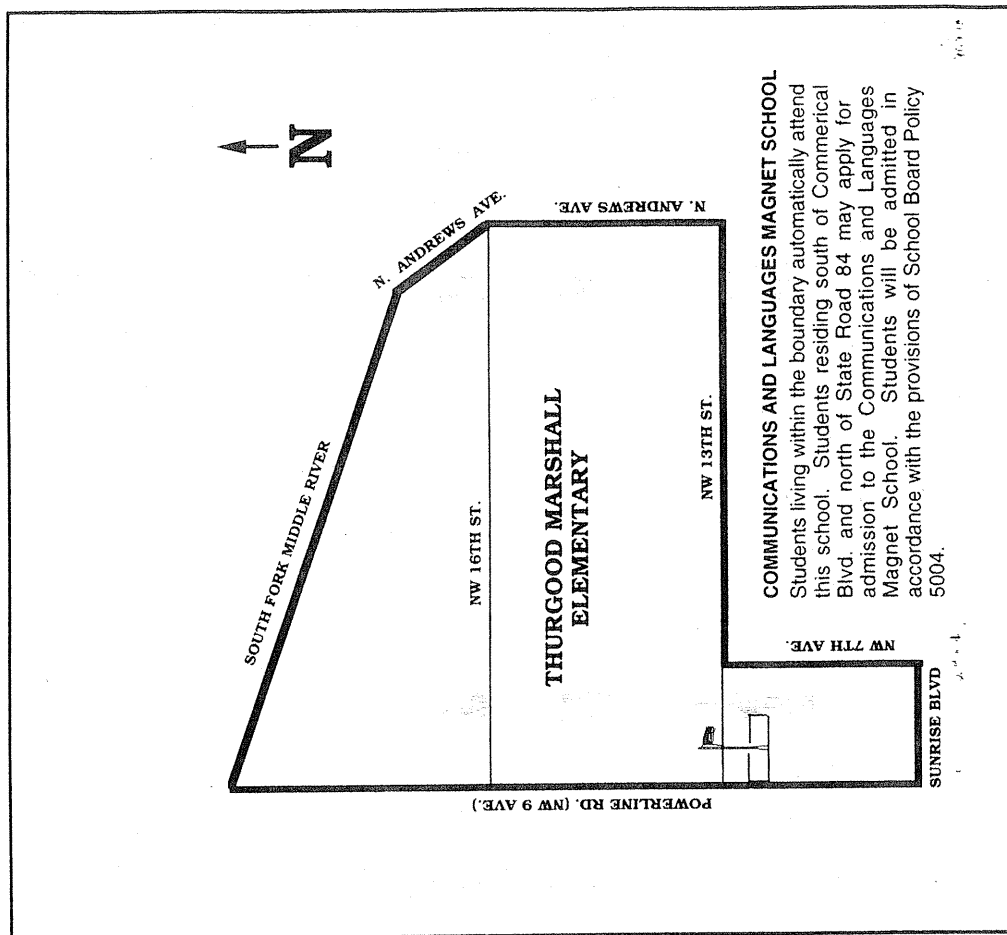 N
SOUTH FORK MIDDLE RIVER
N. ANDREWS AVE.
N. ANDREWS AVE.
NW 16TH ST.
THURGOOD MARSHALL
ELEMENTARY
NW 13TH ST.
POWERLINE RD. (NW 9 AVE.)
NW 7TH AVE.
SUNRISE BLVD
COMMUNICATIONS AND LANGUAGES MAGNET SCHOOL
Students living within the boundary automatically attend
this school. Students residing south of Commerical
Blvd. and north of State Road 84 may apply for
admission to the Communications and Languages
Magnet School. Students will be admitted in
accordance with the provisions of School Board Policy
5004.